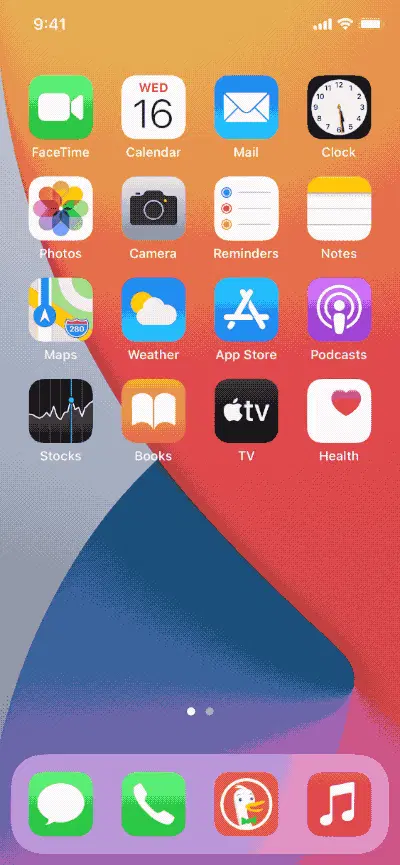 9:41
WED
16
FaceTime
Calendar
Mail
Clock
Photos
Camera
Reminders
Notes
280
Maps
Weather
App Store
Podcasts
tv
Stocks
Books
TV
Health